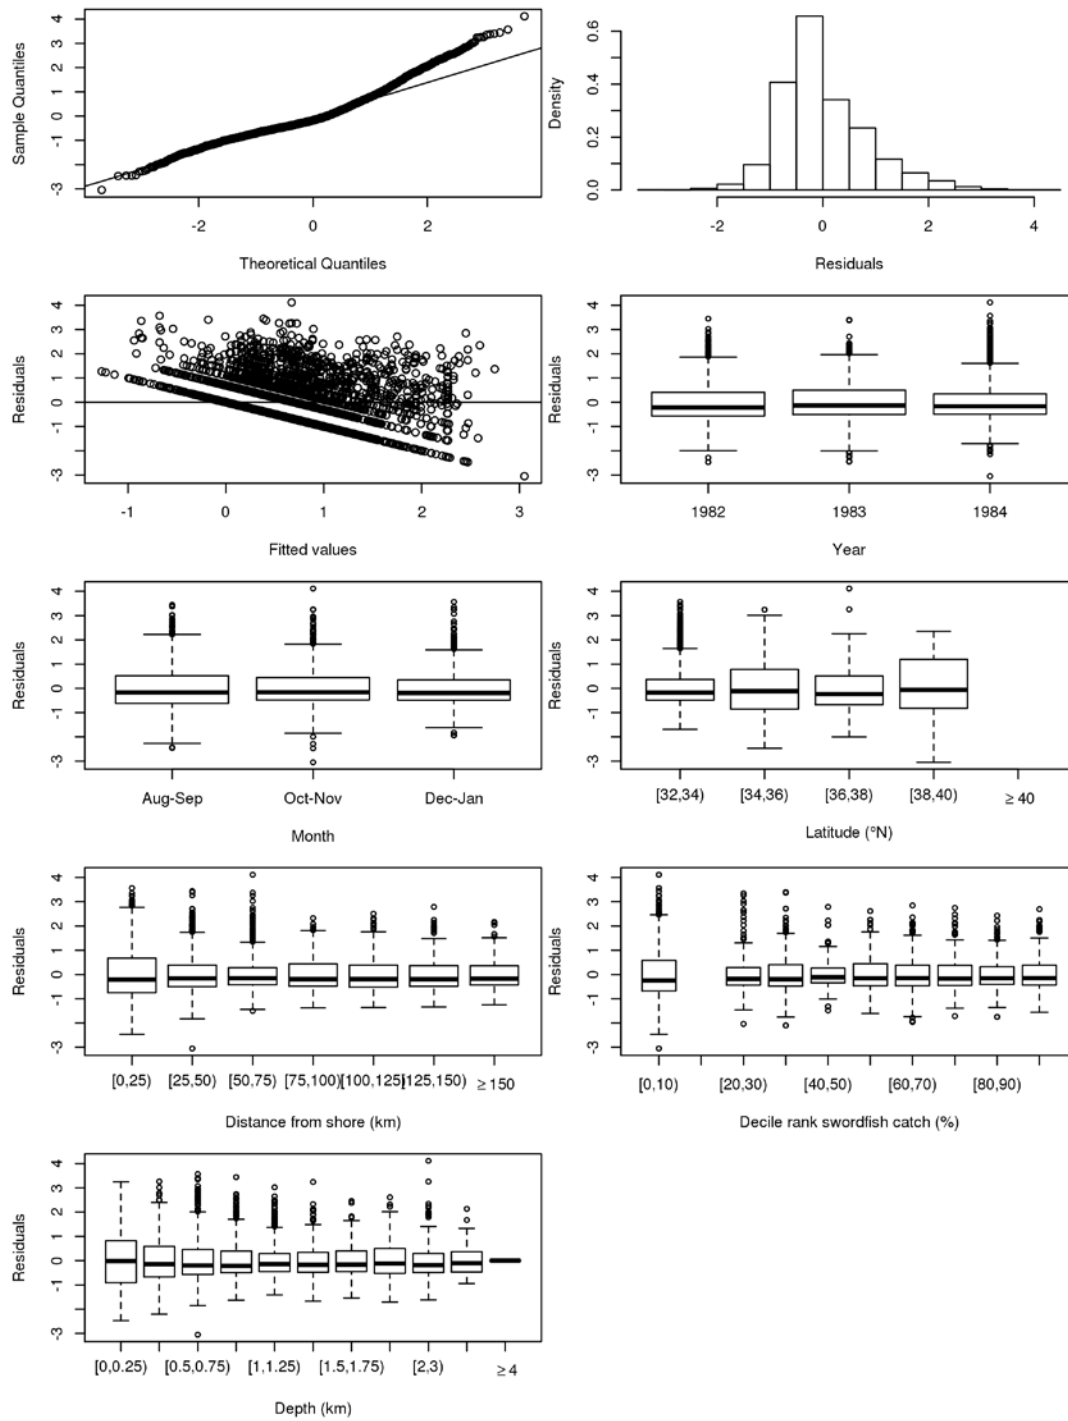 Sample Quantiles
-3 -1 0 1 2 3 4
-2 0 2
Theoretical Quantiles
Density
0.0 0.2 0.4 0.6
-2 0 2 4
Residuals
Residuals
-3 -1 0 1 2 3 4
-1 0 1 2 3
Fitted values
Residuals
-3 -1 0 1 2 3 4
1982 1983 1984
Year
Residuals
-3 -1 0 1 2 3 4
Aug-Sep Oct-Nov Dec-Jan
Month
Residuals
-3 -1 0 1 2 3 4
[32,34) [34,36) [36,38) [38,40) ≥ 40
Latitude (°N)
Residuals
-3 -1 0 1 2 3 4
[0,25) [25,50) [50,75) [75,100) [100,125) [125,150) ≥ 150
Distance from shore (km)
Residuals
-3 -1 0 1 2 3 4
[0,10) [20,30) [40,50) [60,70) [80,90)
Decile rank swordfish catch (%)
Residuals
-3 -1 0 1 2 3 4
[0,0.25) [0.5,0.75) [1,1.25) [1.5,1.75) [2,3) ≥ 4
Depth (km)